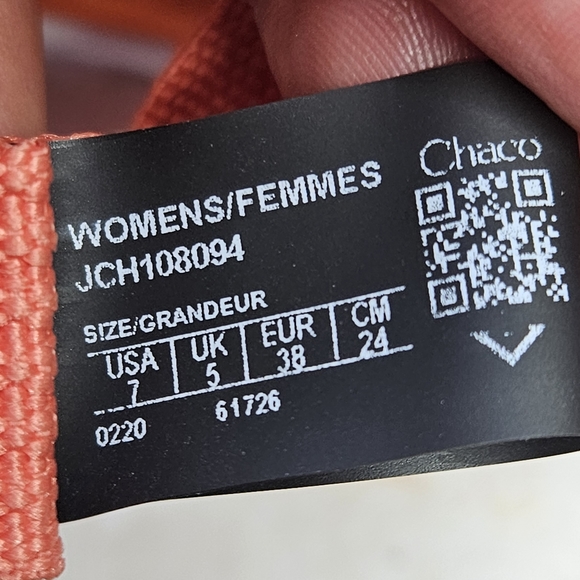 Chaco
WOMENS/FEMMES
JCH108094
SIZE/GRANDEUR
USA UK EUR CM
7 5 38 24
0220 61726